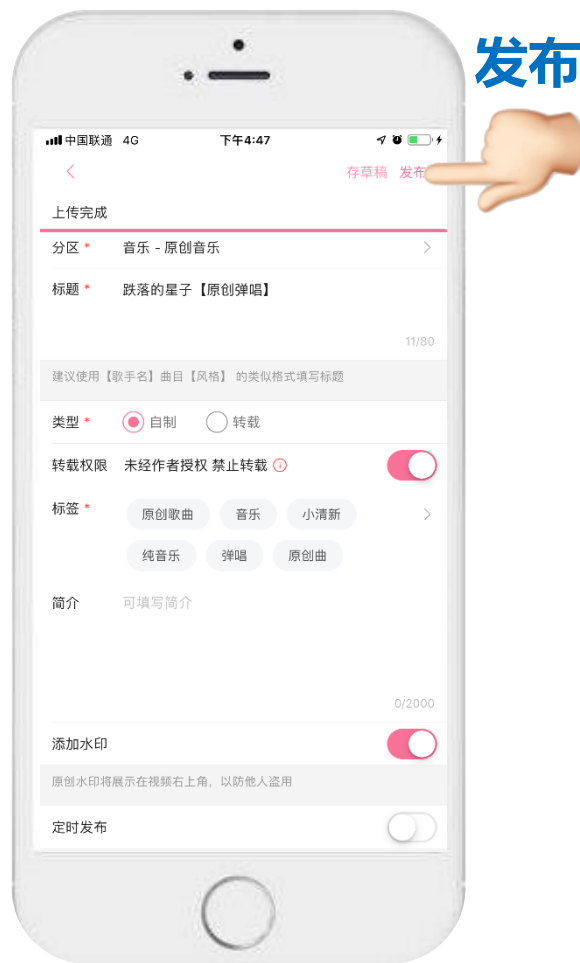 发布
中国联通 4G 下午4:47
存草稿 发布
上传完成
分区 * 音乐 - 原创音乐
标题 * 跌落的星子【原创弹唱】
11/80
建议使用【歌手名】曲目【风格】 的类似格式填写标题
类型 * 自制 转载
转载权限 未经作者授权 禁止转载
标签 * 原创歌曲 音乐 小清新
纯音乐 弹唱 原创曲
简介 可填写简介
0/2000
添加水印
原创水印将展示在视频右上角，以防他人盗用
定时发布